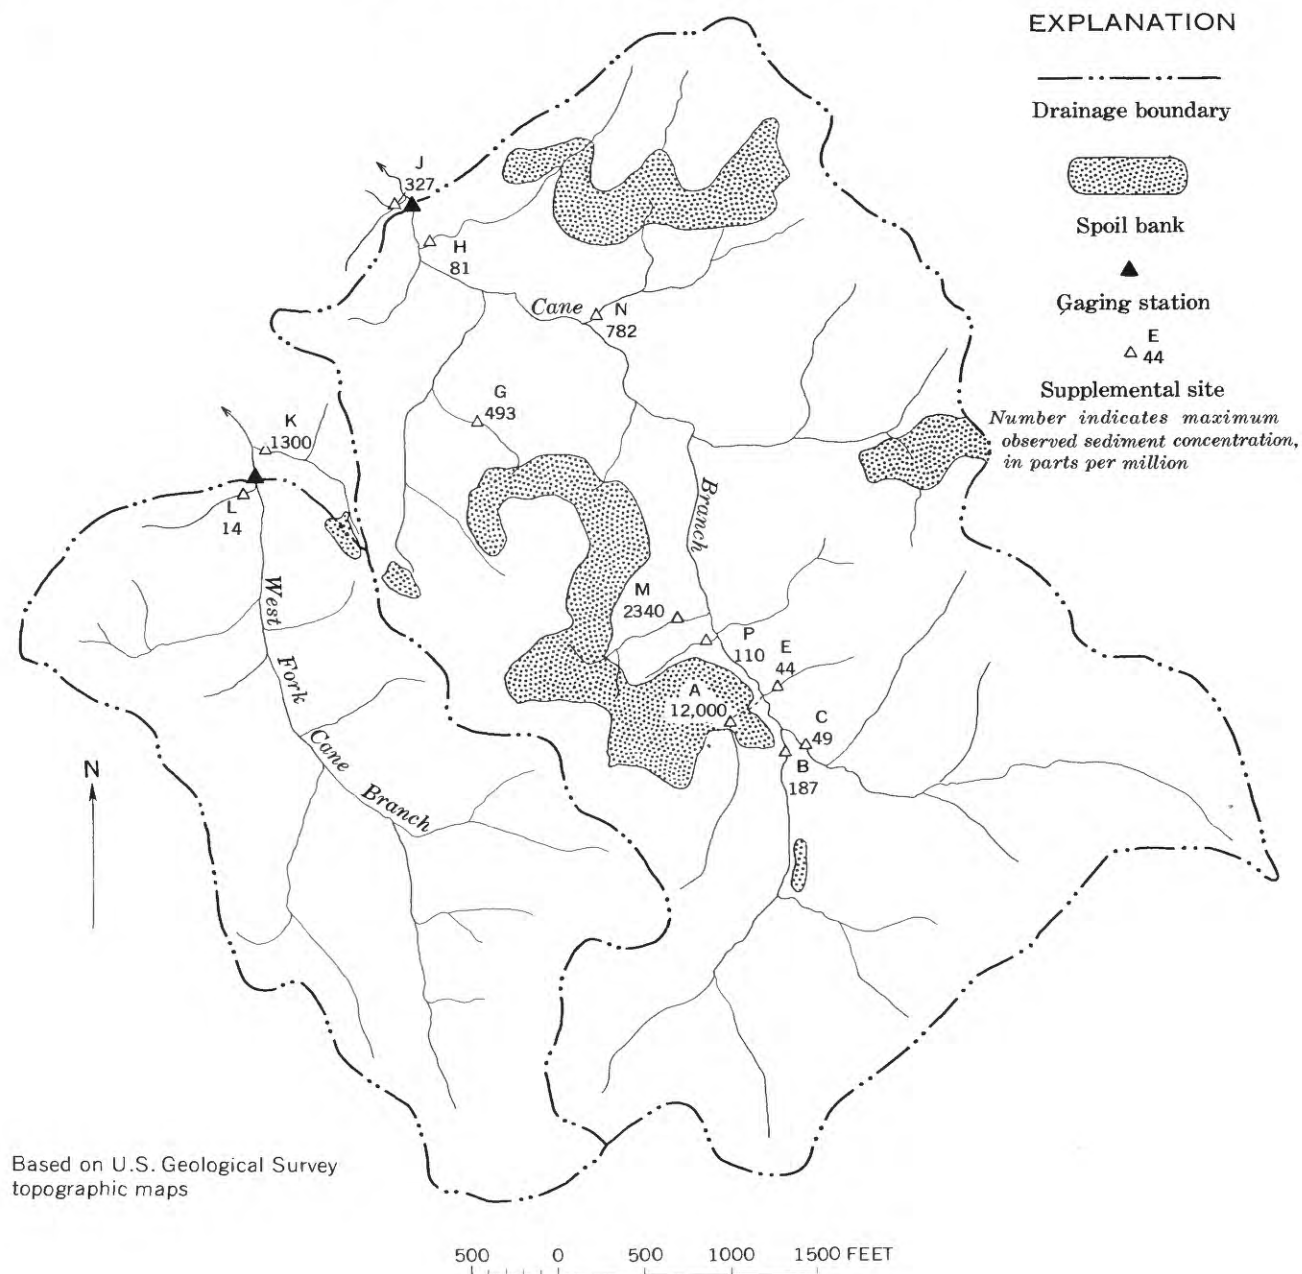 EXPLANATION
Drainage boundary
Spoil bank
Gaging station
E
44
Supplemental site
Number indicates maximum
observed sediment concentration,
in parts per million
J
327
H
81
Cane
N
782
G
493
K
1300
L
14
Branch
M
2340
P
110
E
44
A
12,000
C
49
B
187
West
Fork
Cane
Branch
N
Based on U.S. Geological Survey
topographic maps
500 0 500 1000 1500 FEET